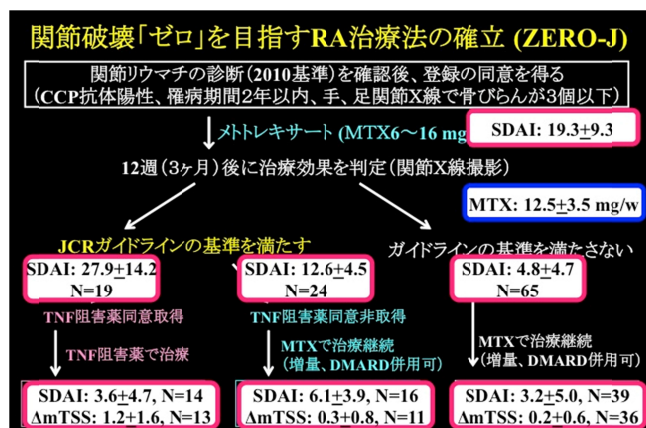 関節破壊「ゼロ」を目指すRA治療法の確立 (ZERO-J)
関節リウマチの診断(2010基準)を確認後、登録の同意を得る
(CCP抗体陽性、罹病期間2年以内、手、足関節X線で骨びらんが3個以下)
メトトレキサート (MTX6〜16 mg
SDAI: 19.3±9.3
12週(3ヶ月)後に治療効果を判定(関節X線撮影)
MTX: 12.5±3.5 mg/w
JCRガイドラインの基準を満たす
ガイドラインの基準を満たさない
SDAI: 27.9±14.2
N=19
SDAI: 12.6±4.5
N=24
SDAI: 4.8±4.7
N=65
TNF阻害薬同意取得
TNF阻害薬同意非取得
TNF阻害薬で治療
MTXで治療継続
(増量、DMARD併用可)
MTXで治療継続
(増量、DMARD併用可)
SDAI: 3.6±4.7, N=14
ΔmTSS: 1.2±1.6, N=13
SDAI: 6.1±3.9, N=16
ΔmTSS: 0.3±0.8, N=11
SDAI: 3.2±5.0, N=39
ΔmTSS: 0.2±0.6, N=36